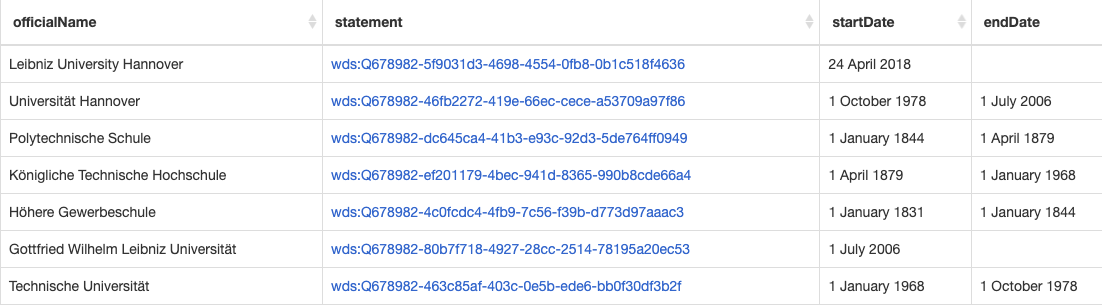 officialName statement startDate endDate
Leibniz University Hannover wds:Q678982-5f9031d3-4698-4554-0fb8-0b1c518f4636 24 April 2018
Universität Hannover wds:Q678982-46fb2272-419e-66ec-cece-a53709a97f86 1 October 1978 1 July 2006
Polytechnische Schule wds:Q678982-dc645ca4-41b3-e93c-92d3-5de764ff0949 1 January 1844 1 April 1879
Königliche Technische Hochschule wds:Q678982-ef201179-4bec-941d-8365-990b8cde66a4 1 April 1879 1 January 1968
Höhere Gewerbeschule wds:Q678982-4c0fcdc4-4fb9-7c56-f39b-d773d97aaac3 1 January 1831 1 January 1844
Gottfried Wilhelm Leibniz Universität wds:Q678982-80b7f718-4927-28cc-2514-78195a20ec53 1 July 2006
Technische Universität wds:Q678982-463c85af-403c-0e5b-ede6-bb0f30df3b2f 1 January 1968 1 October 1978